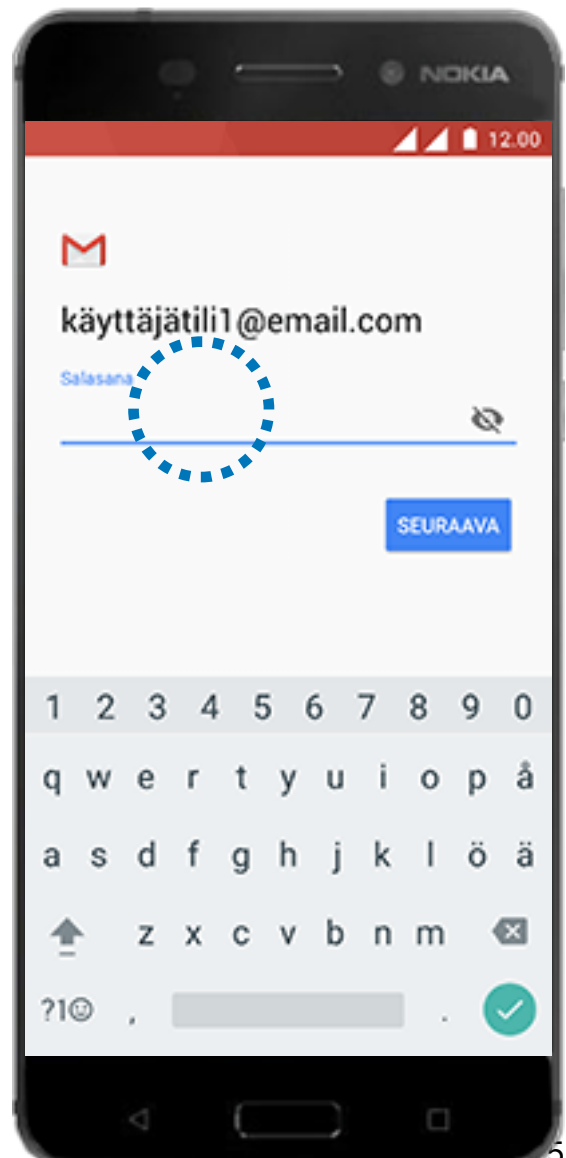 NOKIA
12.00
käyttäjätili1@email.com
Salasana
SEURAAVA
1 2 3 4 5 6 7 8 9 0
q w e r t y u i o p å
a s d f g h j k l ö ä
z x c v b n m
?1☺ , .
5